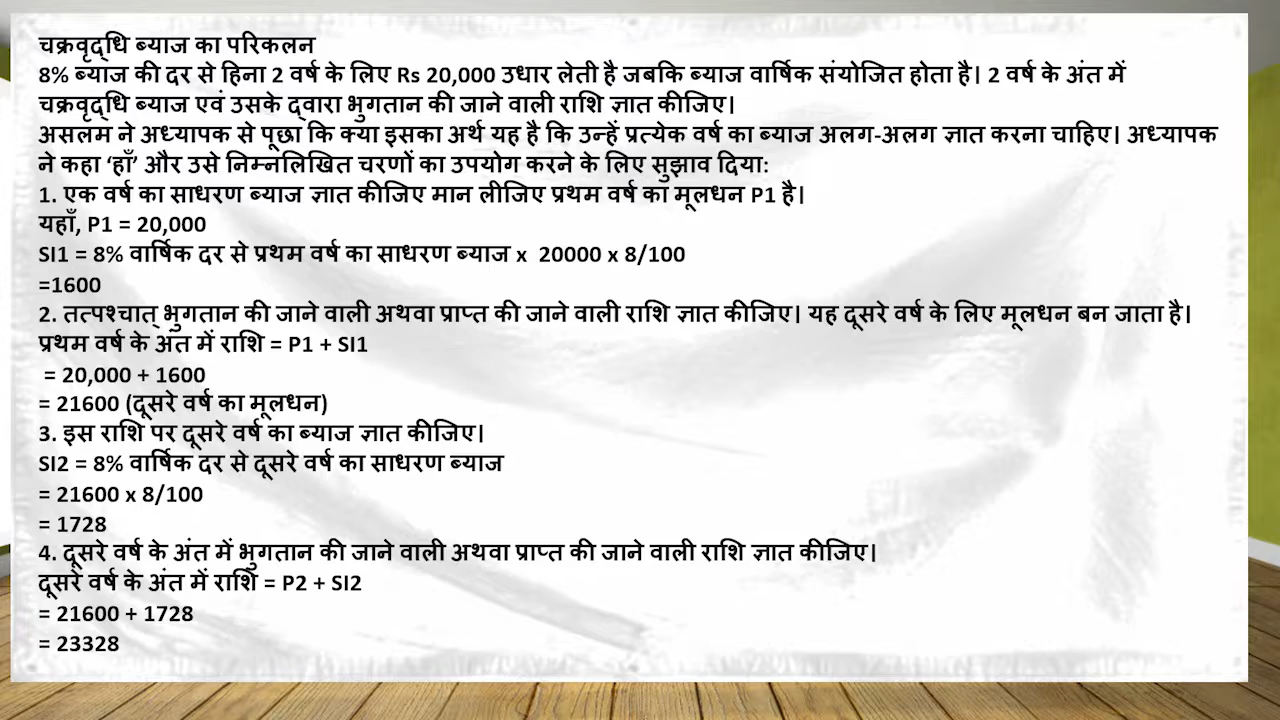 चक्रवृद्धि ब्याज का परिकलन
8% ब्याज की दर से हिना 2 वर्ष के लिए Rs 20,000 उधार लेती है जबकि ब्याज वार्षिक संयोजित होता है। 2 वर्ष के अंत में
चक्रवृद्धि ब्याज एवं उसके द्वारा भुगतान की जाने वाली राशि ज्ञात कीजिए।
असलम ने अध्यापक से पूछा कि क्या इसका अर्थ यह है कि उन्हें प्रत्येक वर्ष का ब्याज अलग-अलग ज्ञात करना चाहिए। अध्यापक
ने कहा ‘हाँ’ और उसे निम्नलिखित चरणों का उपयोग करने के लिए सुझाव दिया:
1. एक वर्ष का साधरण ब्याज ज्ञात कीजिए मान लीजिए प्रथम वर्ष का मूलधन P1 है।
यहाँ, P1 = 20,000
SI1 = 8% वार्षिक दर से प्रथम वर्ष का साधरण ब्याज x  20000 x 8/100
=1600
2. तत्पश्चात् भुगतान की जाने वाली अथवा प्राप्त की जाने वाली राशि ज्ञात कीजिए। यह दूसरे वर्ष के लिए मूलधन बन जाता है।
प्रथम वर्ष के अंत में राशि = P1 + SI1
= 20,000 + 1600
= 21600 (दूसरे वर्ष का मूलधन)
3. इस राशि पर दूसरे वर्ष का ब्याज ज्ञात कीजिए।
SI2 = 8% वार्षिक दर से दूसरे वर्ष का साधरण ब्याज
= 21600 x 8/100
= 1728
4. दूसरे वर्ष के अंत में भुगतान की जाने वाली अथवा प्राप्त की जाने वाली राशि ज्ञात कीजिए।
दूसरे वर्ष के अंत में राशि = P2 + SI2
= 21600 + 1728
= 23328